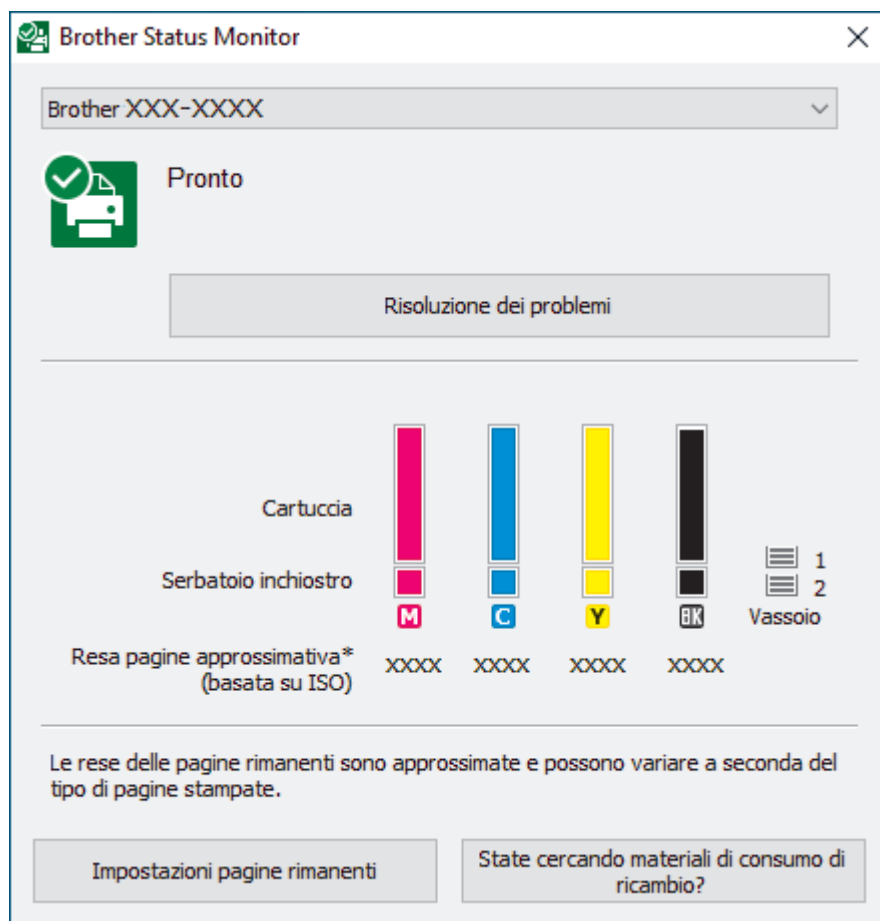 Brother Status Monitor
Brother XXX-XXXX
Pronto
Risoluzione dei problemi
Cartuccia
Serbatoio inchiostro
1
2
M C Y BK Vassoio
Resa pagine approssimativa*
(basata su ISO)
XXXX XXXX XXXX XXXX
Le rese delle pagine rimanenti sono approssimate e possono variare a seconda del
tipo di pagine stampate.
Impostazioni pagine rimanenti
State cercando materiali di consumo di
ricambio?